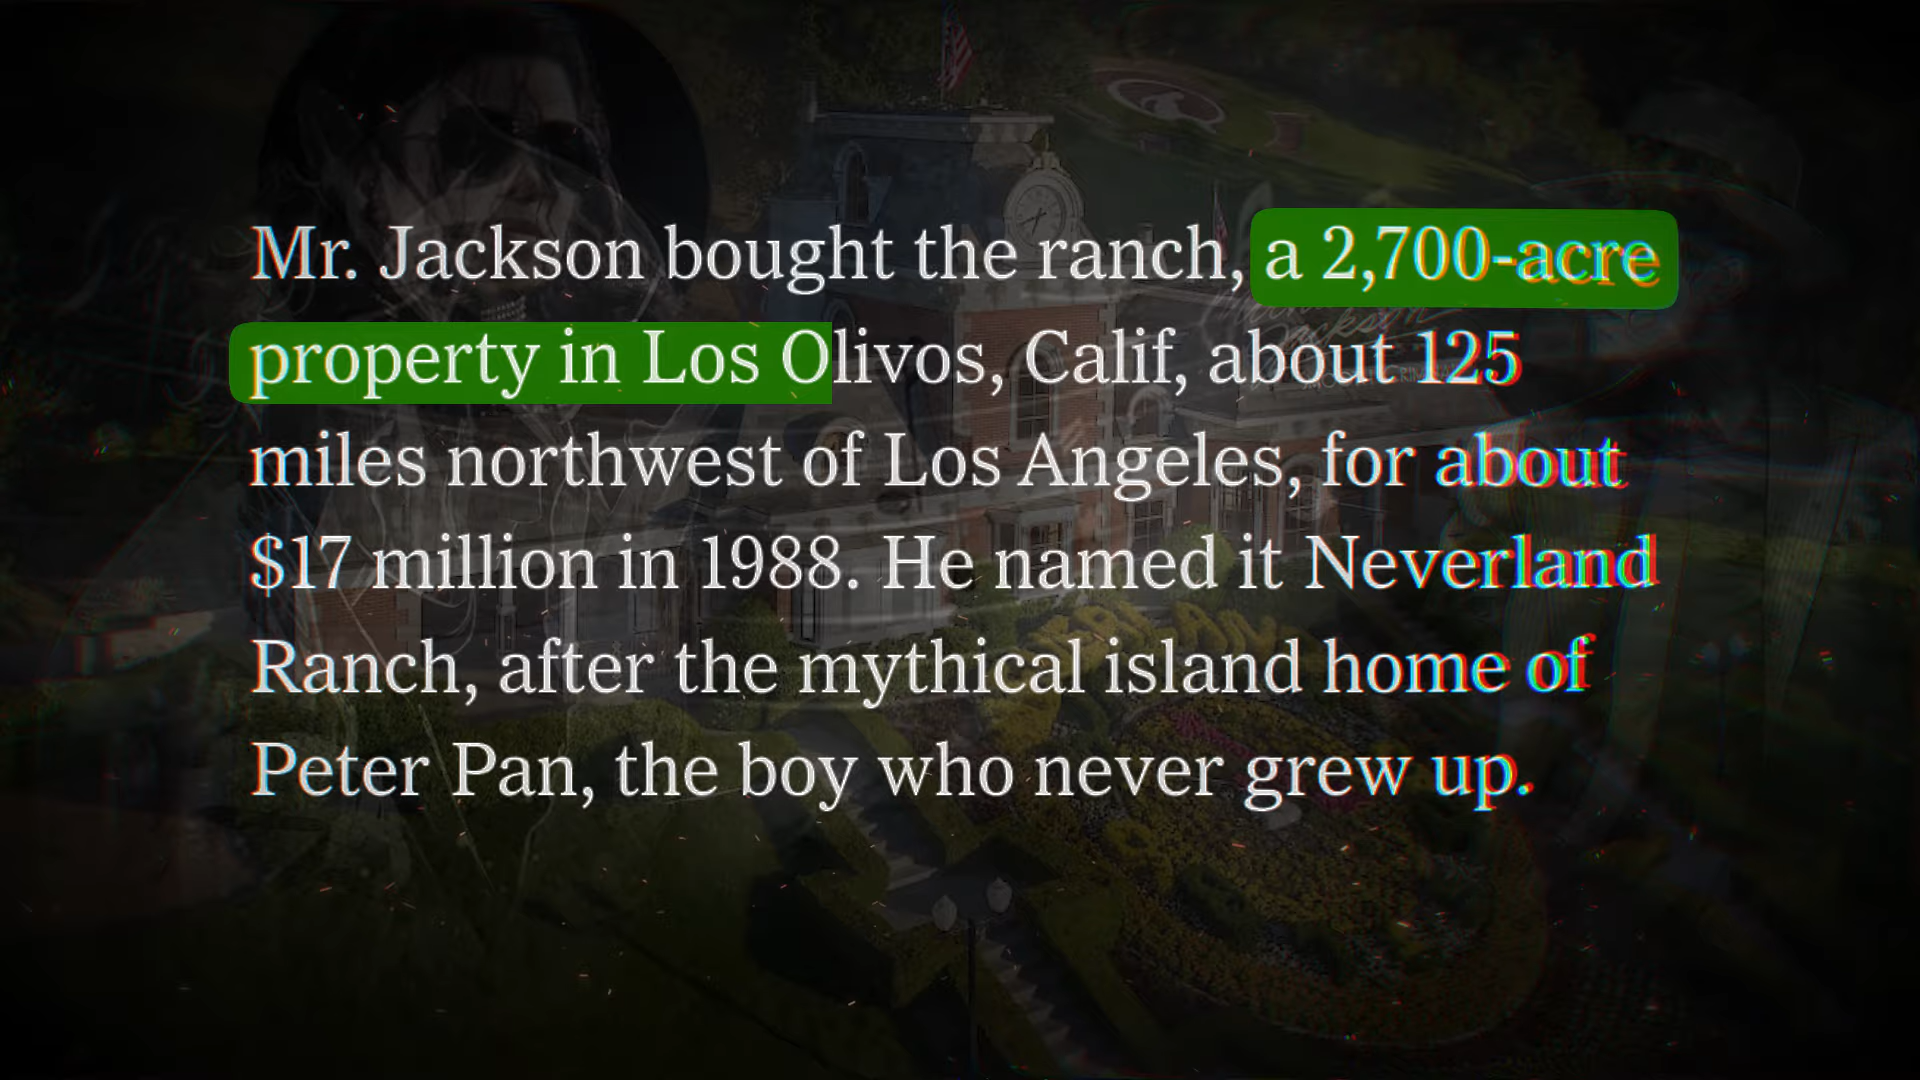 Mr. Jackson bought the ranch, a 2,700-acre
property in Los Olivos, Calif, about 125
miles northwest of Los Angeles, for about
$17 million in 1988. He named it Neverland
Ranch, after the mythical island home of
Peter Pan, the boy who never grew up.